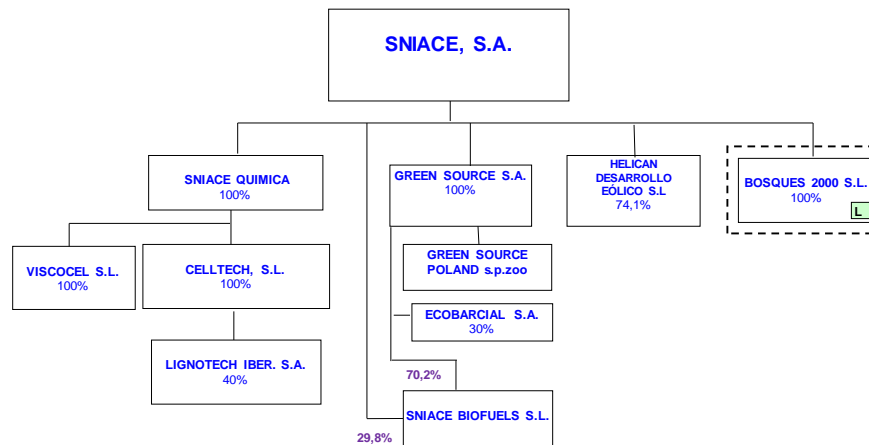 SNIACE, S.A.
SNIACE QUIMICA
100%
GREEN SOURCE S.A.
100%
HELICAN
DESARROLLO
EÓLICO S.L
74,1%
BOSQUES 2000 S.L.
100%
L
VISCOCEL S.L.
100%
CELLTECH, S.L.
100%
GREEN SOURCE
POLAND s.p.zoo
ECOBARCIAL S.A.
30%
LIGNOTECH IBER. S.A.
40%
70,2%
SNIACE BIOFUELS S.L.
29,8%